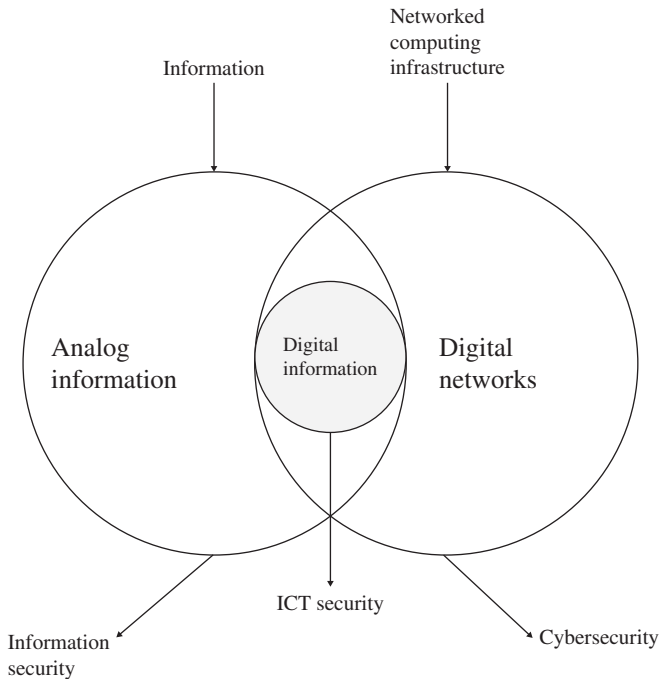 Information
Networked
computing
infrastructure
Analog
information
Digital
information
Digital
networks
ICT security
Information
security
Cybersecurity